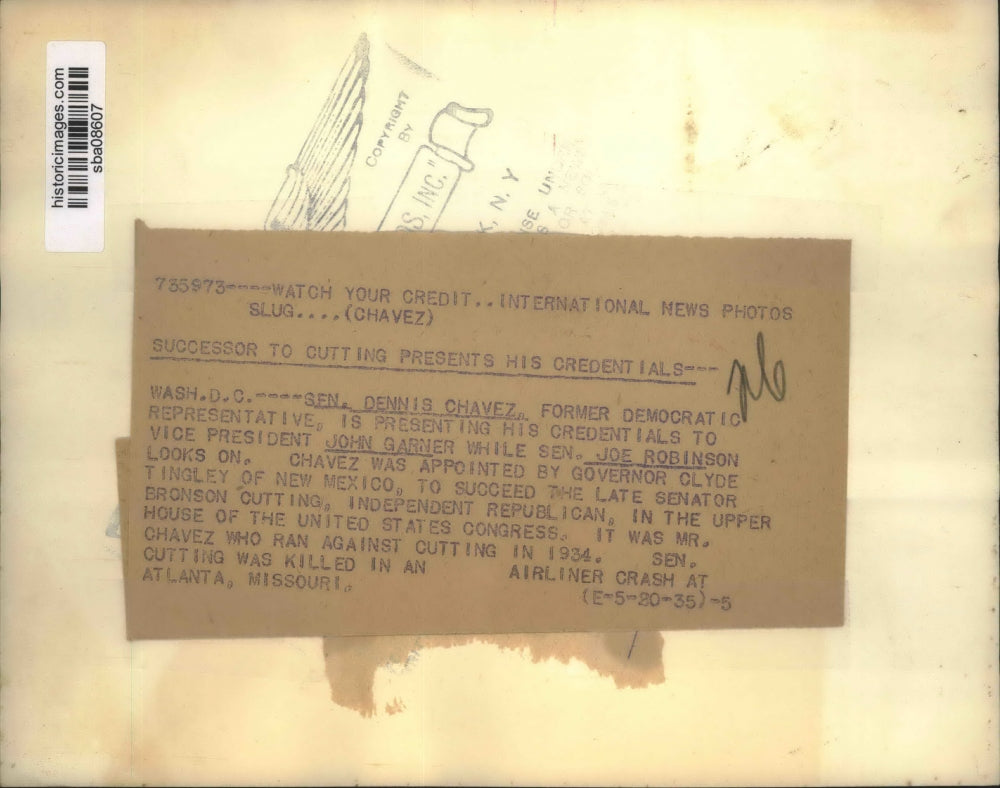 historicimages.com
sba08607
COPYRIGHT
BY
OS, INC."
K, N. Y
735973----WATCH YOUR CREDIT..INTERNATIONAL NEWS PHOTOS
SLUG....(CHAVEZ)
SUCCESSOR TO CUTTING PRESENTS HIS CREDENTIALS---
WASH.D.C.----SEN. DENNIS CHAVEZ, FORMER DEMOCRATIC
REPRESENTATIVE, IS PRESENTING HIS CREDENTIALS TO
VICE PRESIDENT JOHN GARNER WHILE SEN. JOE ROBINSON
LOOKS ON. CHAVEZ WAS APPOINTED BY GOVERNOR CLYDE
TINGLEY OF NEW MEXICO, TO SUCCEED THE LATE SENATOR
BRONSON CUTTING, INDEPENDENT REPUBLICAN, IN THE UPPER
HOUSE OF THE UNITED STATES CONGRESS. IT WAS MR.
CHAVEZ WHO RAN AGAINST CUTTING IN 1934. SEN.
CUTTING WAS KILLED IN AN AIRLINER CRASH AT
ATLANTA, MISSOURI.
(E-5-20-35)-5